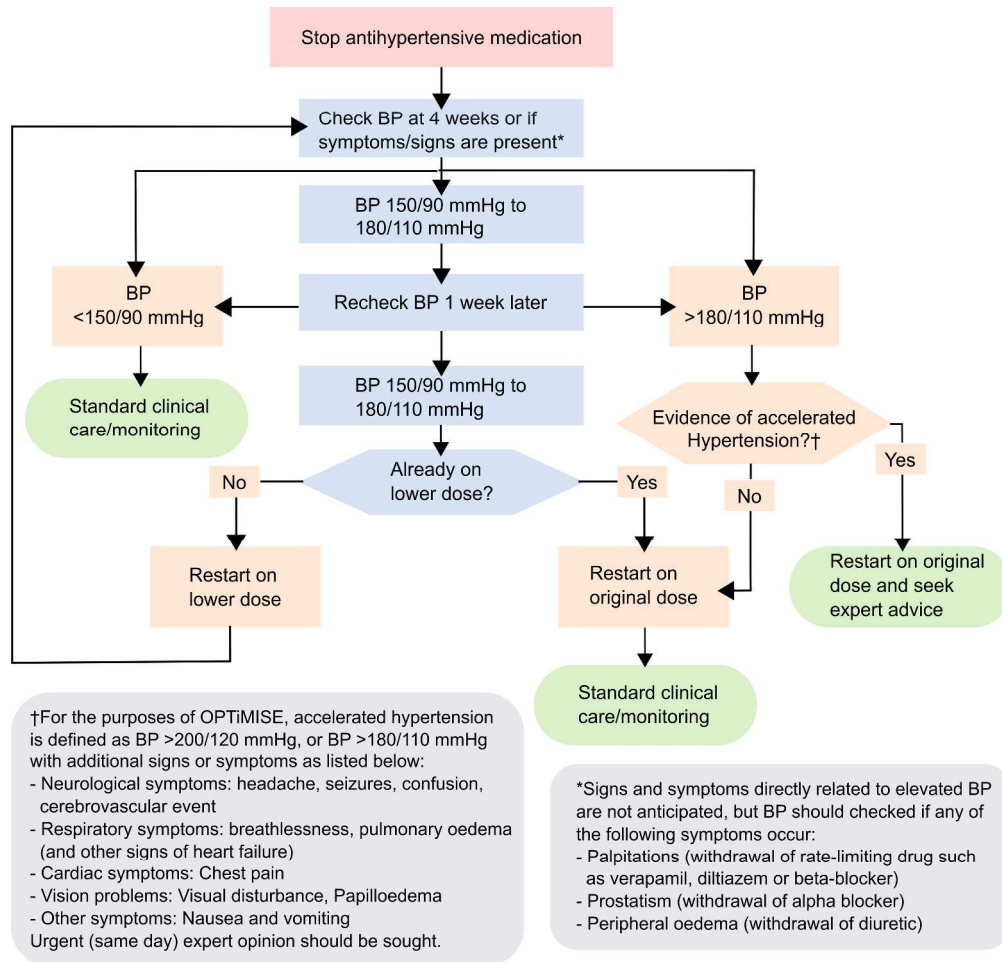 Stop antihypertensive medication
Check BP at 4 weeks or if
symptoms/signs are present*
BP 150/90 mmHg to
180/110 mmHg
BP
<150/90 mmHg
Recheck BP 1 week later
BP
>180/110 mmHg
Standard clinical
care/monitoring
BP 150/90 mmHg to
180/110 mmHg
Evidence of accelerated
Hypertension?†
Already on
lower dose?
No
Yes
No
Yes
Restart on
lower dose
Restart on
original dose
Restart on original
dose and seek
expert advice
Standard clinical
care/monitoring
†For the purposes of OPTiMISE, accelerated hypertension
is defined as BP >200/120 mmHg, or BP >180/110 mmHg
with additional signs or symptoms as listed below:
- Neurological symptoms: headache, seizures, confusion,
cerebrovascular event
- Respiratory symptoms: breathlessness, pulmonary oedema
(and other signs of heart failure)
- Cardiac symptoms: Chest pain
- Vision problems: Visual disturbance, Papilloedema
- Other symptoms: Nausea and vomiting
Urgent (same day) expert opinion should be sought.
*Signs and symptoms directly related to elevated BP
are not anticipated, but BP should checked if any of
the following symptoms occur:
- Palpitations (withdrawal of rate-limiting drug such
as verapamil, diltiazem or beta-blocker)
- Prostatism (withdrawal of alpha blocker)
- Peripheral oedema (withdrawal of diuretic)